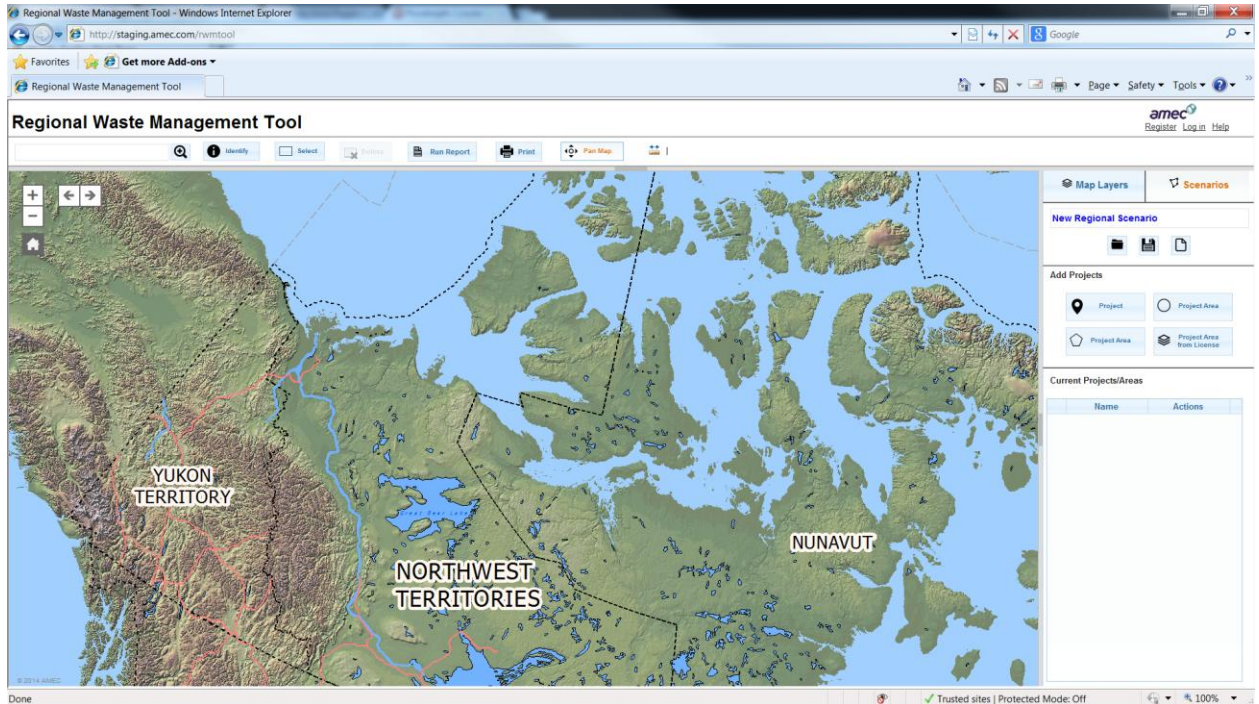 Regional Waste Management Tool - Windows Internet Explorer
http://staging.amec.com/rwmtool
Google
Favorites
Get more Add-ons
Regional Waste Management Tool
Page
Safety
Tools
Regional Waste Management Tool
amec
Register Log in Help
Identify
Select
Delete
Run Report
Print
Pan Map
Map Layers
Scenarios
New Regional Scenario
Add Projects
Project
Project Area
Project Area
Project Area
from License
Current Projects/Areas
Name Actions
YUKON
TERRITORY
Great Bear Lake
NORTHWEST
TERRITORIES
NUNAVUT
© 2014 AMEC
Done
Trusted sites | Protected Mode: Off
100%